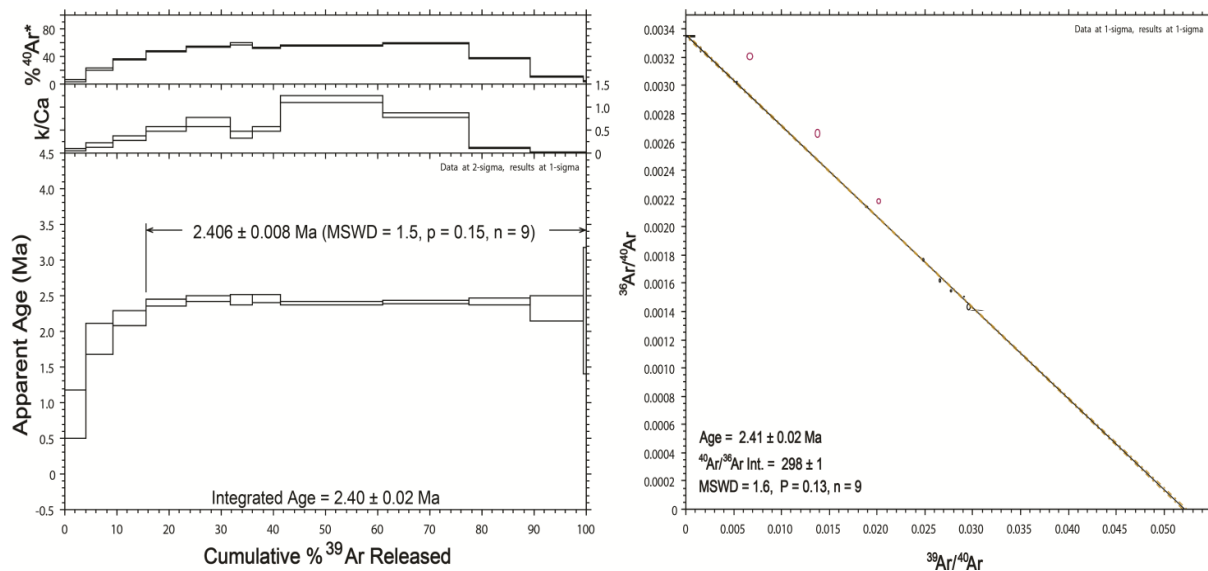 % ⁴⁰Ar*
80
40
0
k/Ca
1.5
1.0
0.5
0
Data at 2-sigma, results at 1-sigma
Apparent Age (Ma)
4.5
4.0
3.5
3.0
2.5
2.0
1.5
1.0
0.5
0
-0.5
2.406 ± 0.008 Ma (MSWD = 1.5, p = 0.15, n = 9)
Integrated Age = 2.40 ± 0.02 Ma
0 10 20 30 40 50 60 70 80 90 100
Cumulative % ³⁹Ar Released
Data at 1-sigma, results at 1-sigma
³⁶Ar/⁴⁰Ar
0.0034
0.0032
0.0030
0.0028
0.0026
0.0024
0.0022
0.0020
0.0018
0.0016
0.0014
0.0012
0.0010
0.0008
0.0006
0.0004
0.0002
0
Age = 2.41 ± 0.02 Ma
⁴⁰Ar/³⁶Ar Int. = 298 ± 1
MSWD = 1.6, P = 0.13, n = 9
0 0.005 0.010 0.015 0.020 0.025 0.030 0.035 0.040 0.045 0.050
³⁹Ar/⁴⁰Ar